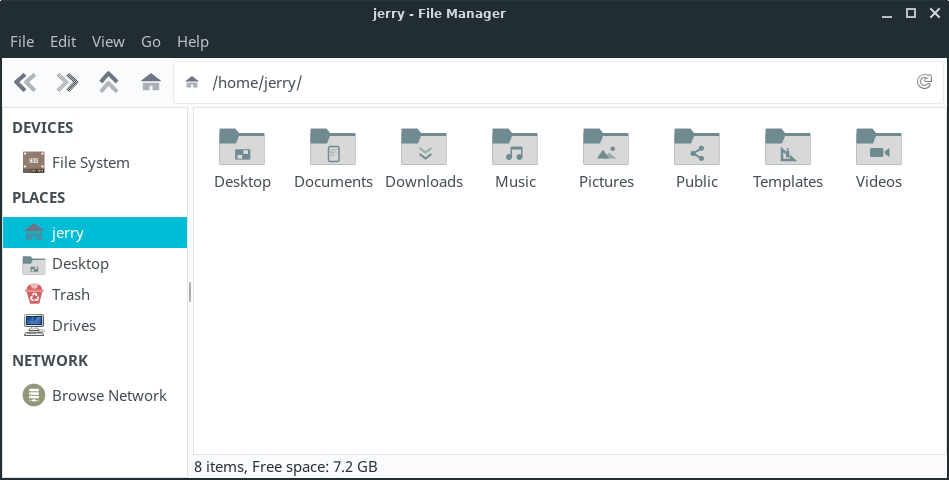 jerry - File Manager
File Edit View Go Help
/home/jerry/
DEVICES
HDD File System
PLACES
jerry
Desktop
Trash
Drives
NETWORK
Browse Network
Desktop Documents Downloads Music Pictures Public Templates Videos
8 items, Free space: 7.2 GB